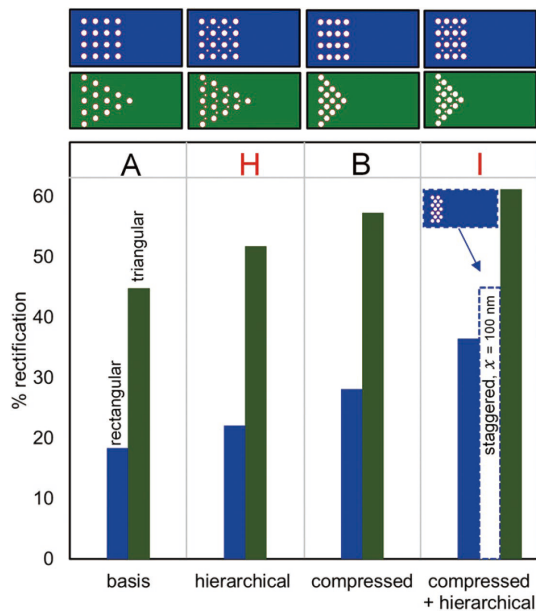 A H B I
% rectification
60
50
40
30
20
10
0
rectangular
triangular
staggered, x = 100 nm
basis hierarchical compressed compressed
+ hierarchical